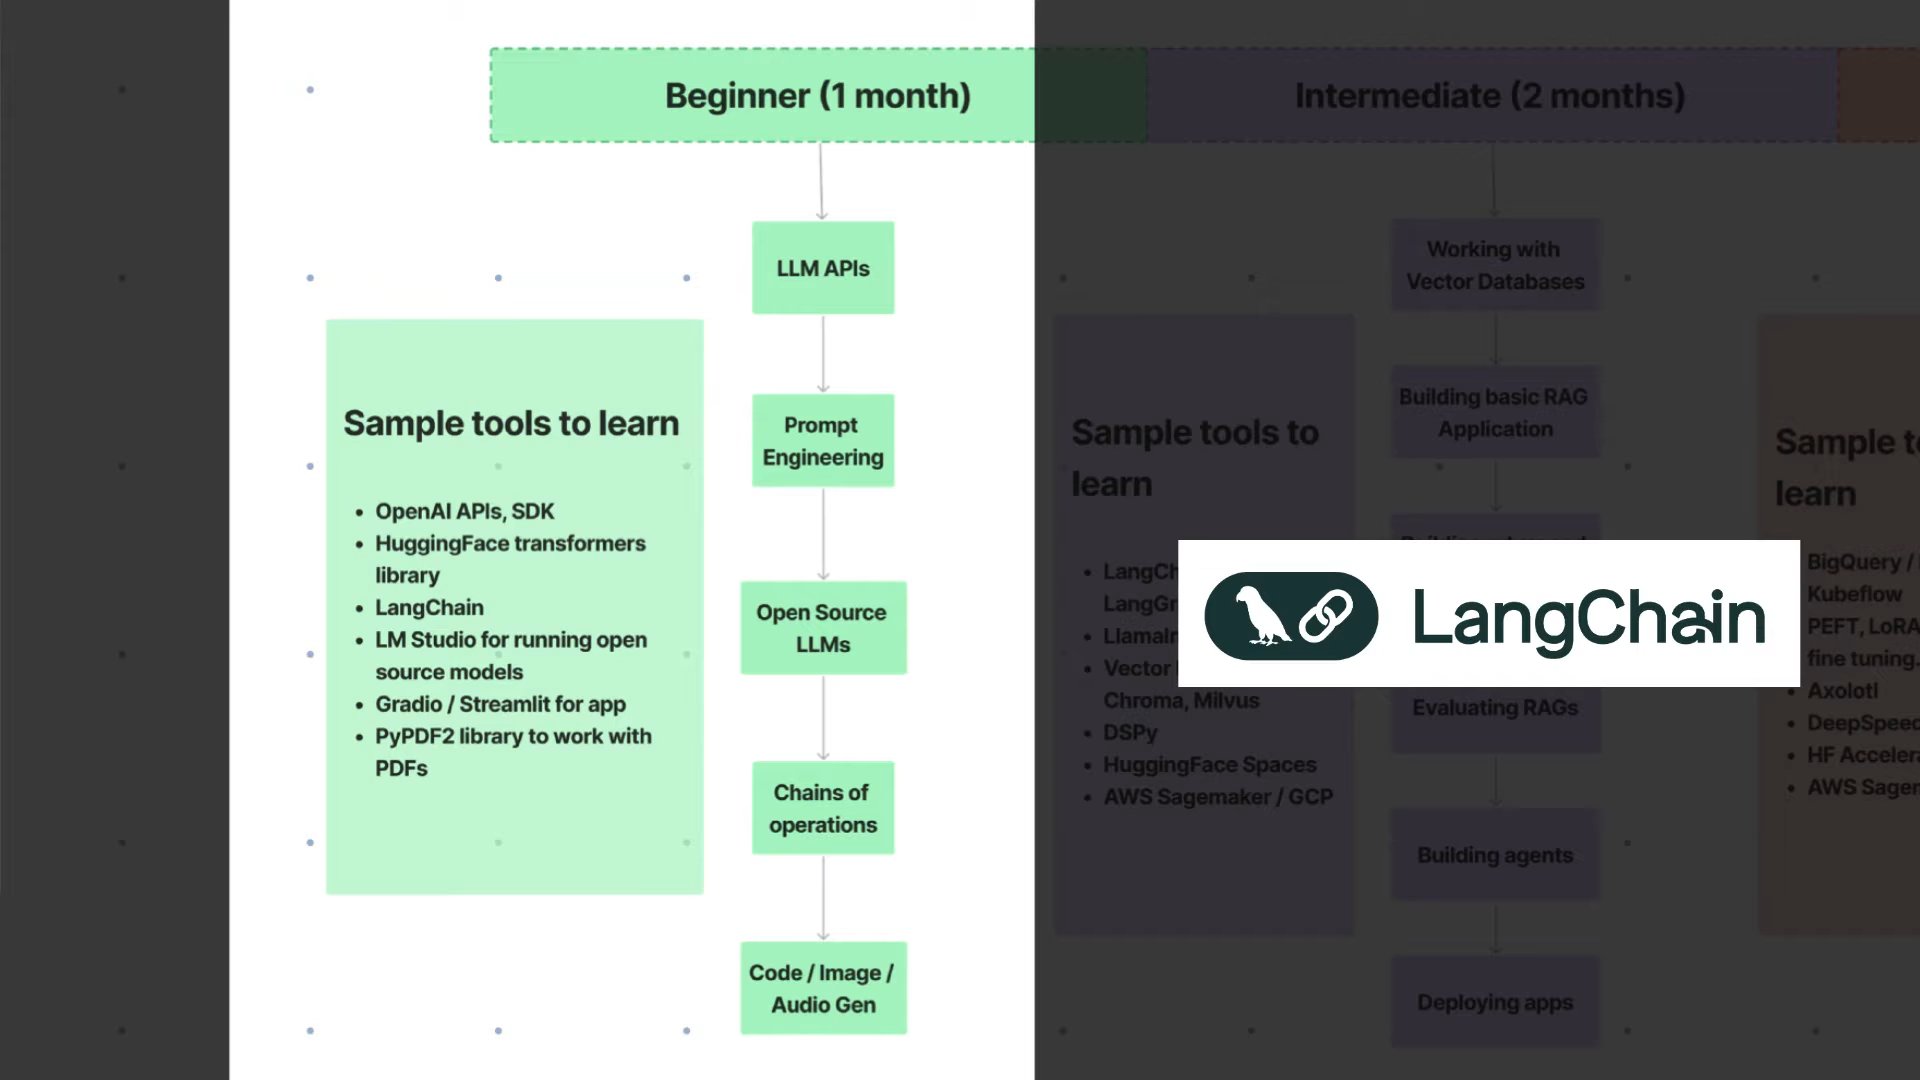 Beginner (1 month)
LLM APIs
Prompt
Engineering
Open Source
LLMs
Chains of
operations
Code / Image /
Audio Gen
Sample tools to learn
• OpenAI APIs, SDK
• HuggingFace transformers
library
• LangChain
• LM Studio for running open
source models
• Gradio / Streamlit for app
• PyPDF2 library to work with
PDFs
Intermediate (2 months)
Working with
Vector Databases
Building basic RAG
Application
Evaluating RAGs
Building agents
Deploying apps
Sample tools to
learn
• Vector
Chroma, Milvus
• DSPy
• HuggingFace Spaces
• AWS Sagemaker / GCP
LangChain
Sample
learn
BigQuery /
Kubeflow
PEFT, LoRA
fine tuning.
• Axolotl
• HF
• AWS